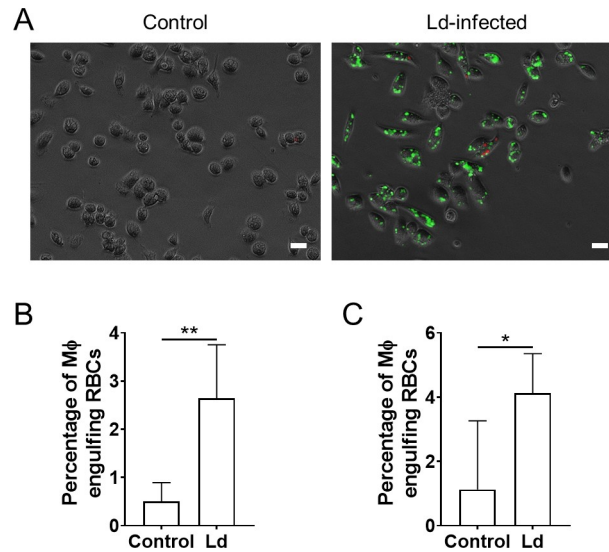 A
Control
Ld-infected
B
Percentage of Mϕ
engulfing RBCs
4
3
2
1
0
**
Control
Ld
C
Percentage of Mϕ
engulfing RBCs
6
4
2
0
*
Control
Ld